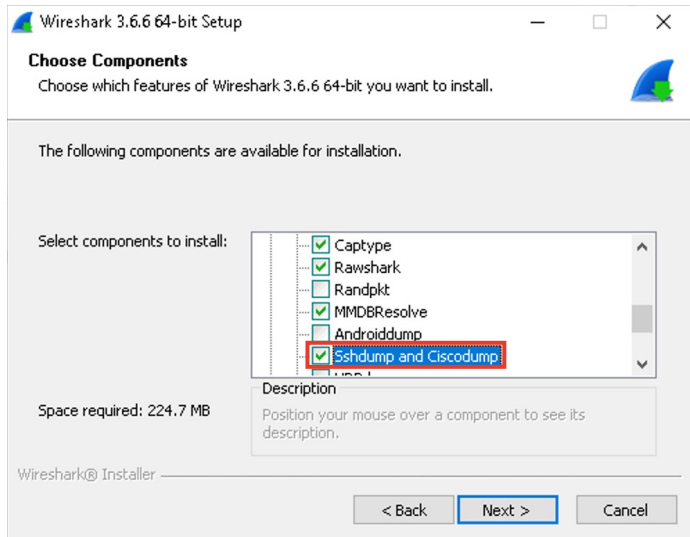 Wireshark 3.6.6 64-bit Setup
Choose Components
Choose which features of Wireshark 3.6.6 64-bit you want to install.
The following components are available for installation.
Select components to install:
Captype
Rawshark
Randpkt
MMDBResolve
Androiddump
Sshdump and Ciscodump
Description
Space required: 224.7 MB
Position your mouse over a component to see its
description.
Wireshark® Installer
< Back
Next >
Cancel